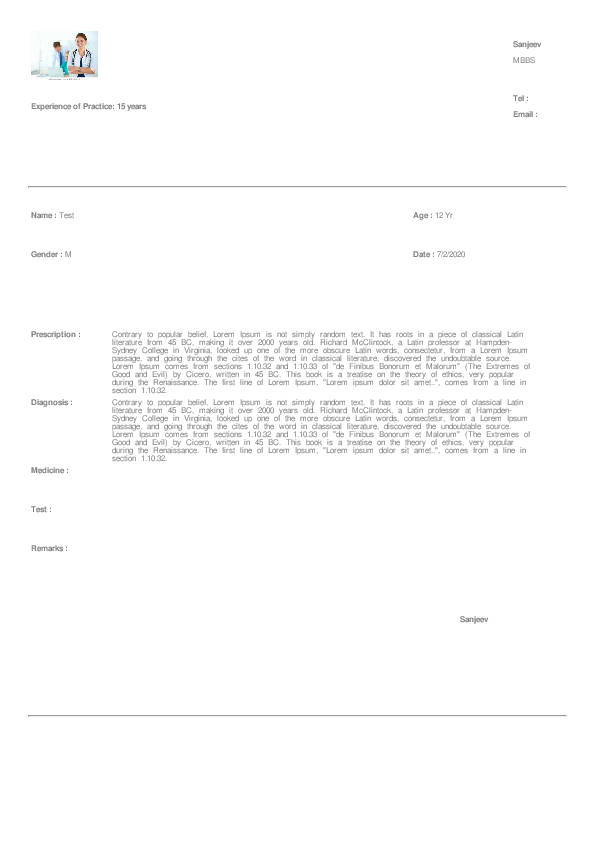 Sanjeev
MBBS
Tel :
Experience of Practice: 15 years
Email :
Name : Test
Age : 12 Yr
Gender : M
Date : 7/2/2020
Prescription :
Contrary to popular belief, Lorem Ipsum is not simply random text. It has roots in a piece of classical Latin
literature from 45 BC, making it over 2000 years old. Richard McClintock, a Latin professor at Hampden-
Sydney College in Virginia, looked up one of the more obscure Latin words, consectetur, from a Lorem Ipsum
passage, and going through the cites of the word in classical literature, discovered the undoubtable source.
Lorem Ipsum comes from sections 1.10.32 and 1.10.33 of "de Finibus Bonorum et Malorum" (The Extremes of
Good and Evil) by Cicero, written in 45 BC. This book is a treatise on the theory of ethics, very popular
during the Renaissance. The first line of Lorem Ipsum, "Lorem ipsum dolor sit amet..", comes from a line in
section 1.10.32.
Diagnosis :
Contrary to popular belief, Lorem Ipsum is not simply random text. It has roots in a piece of classical Latin
literature from 45 BC, making it over 2000 years old. Richard McClintock, a Latin professor at Hampden-
Sydney College in Virginia, looked up one of the more obscure Latin words, consectetur, from a Lorem Ipsum
passage, and going through the cites of the word in classical literature, discovered the undoubtable source.
Lorem Ipsum comes from sections 1.10.32 and 1.10.33 of "de Finibus Bonorum et Malorum" (The Extremes of
Good and Evil) by Cicero, written in 45 BC. This book is a treatise on the theory of ethics, very popular
during the Renaissance. The first line of Lorem Ipsum, "Lorem ipsum dolor sit amet..", comes from a line in
section 1.10.32.
Medicine :
Test :
Remarks :
Sanjeev